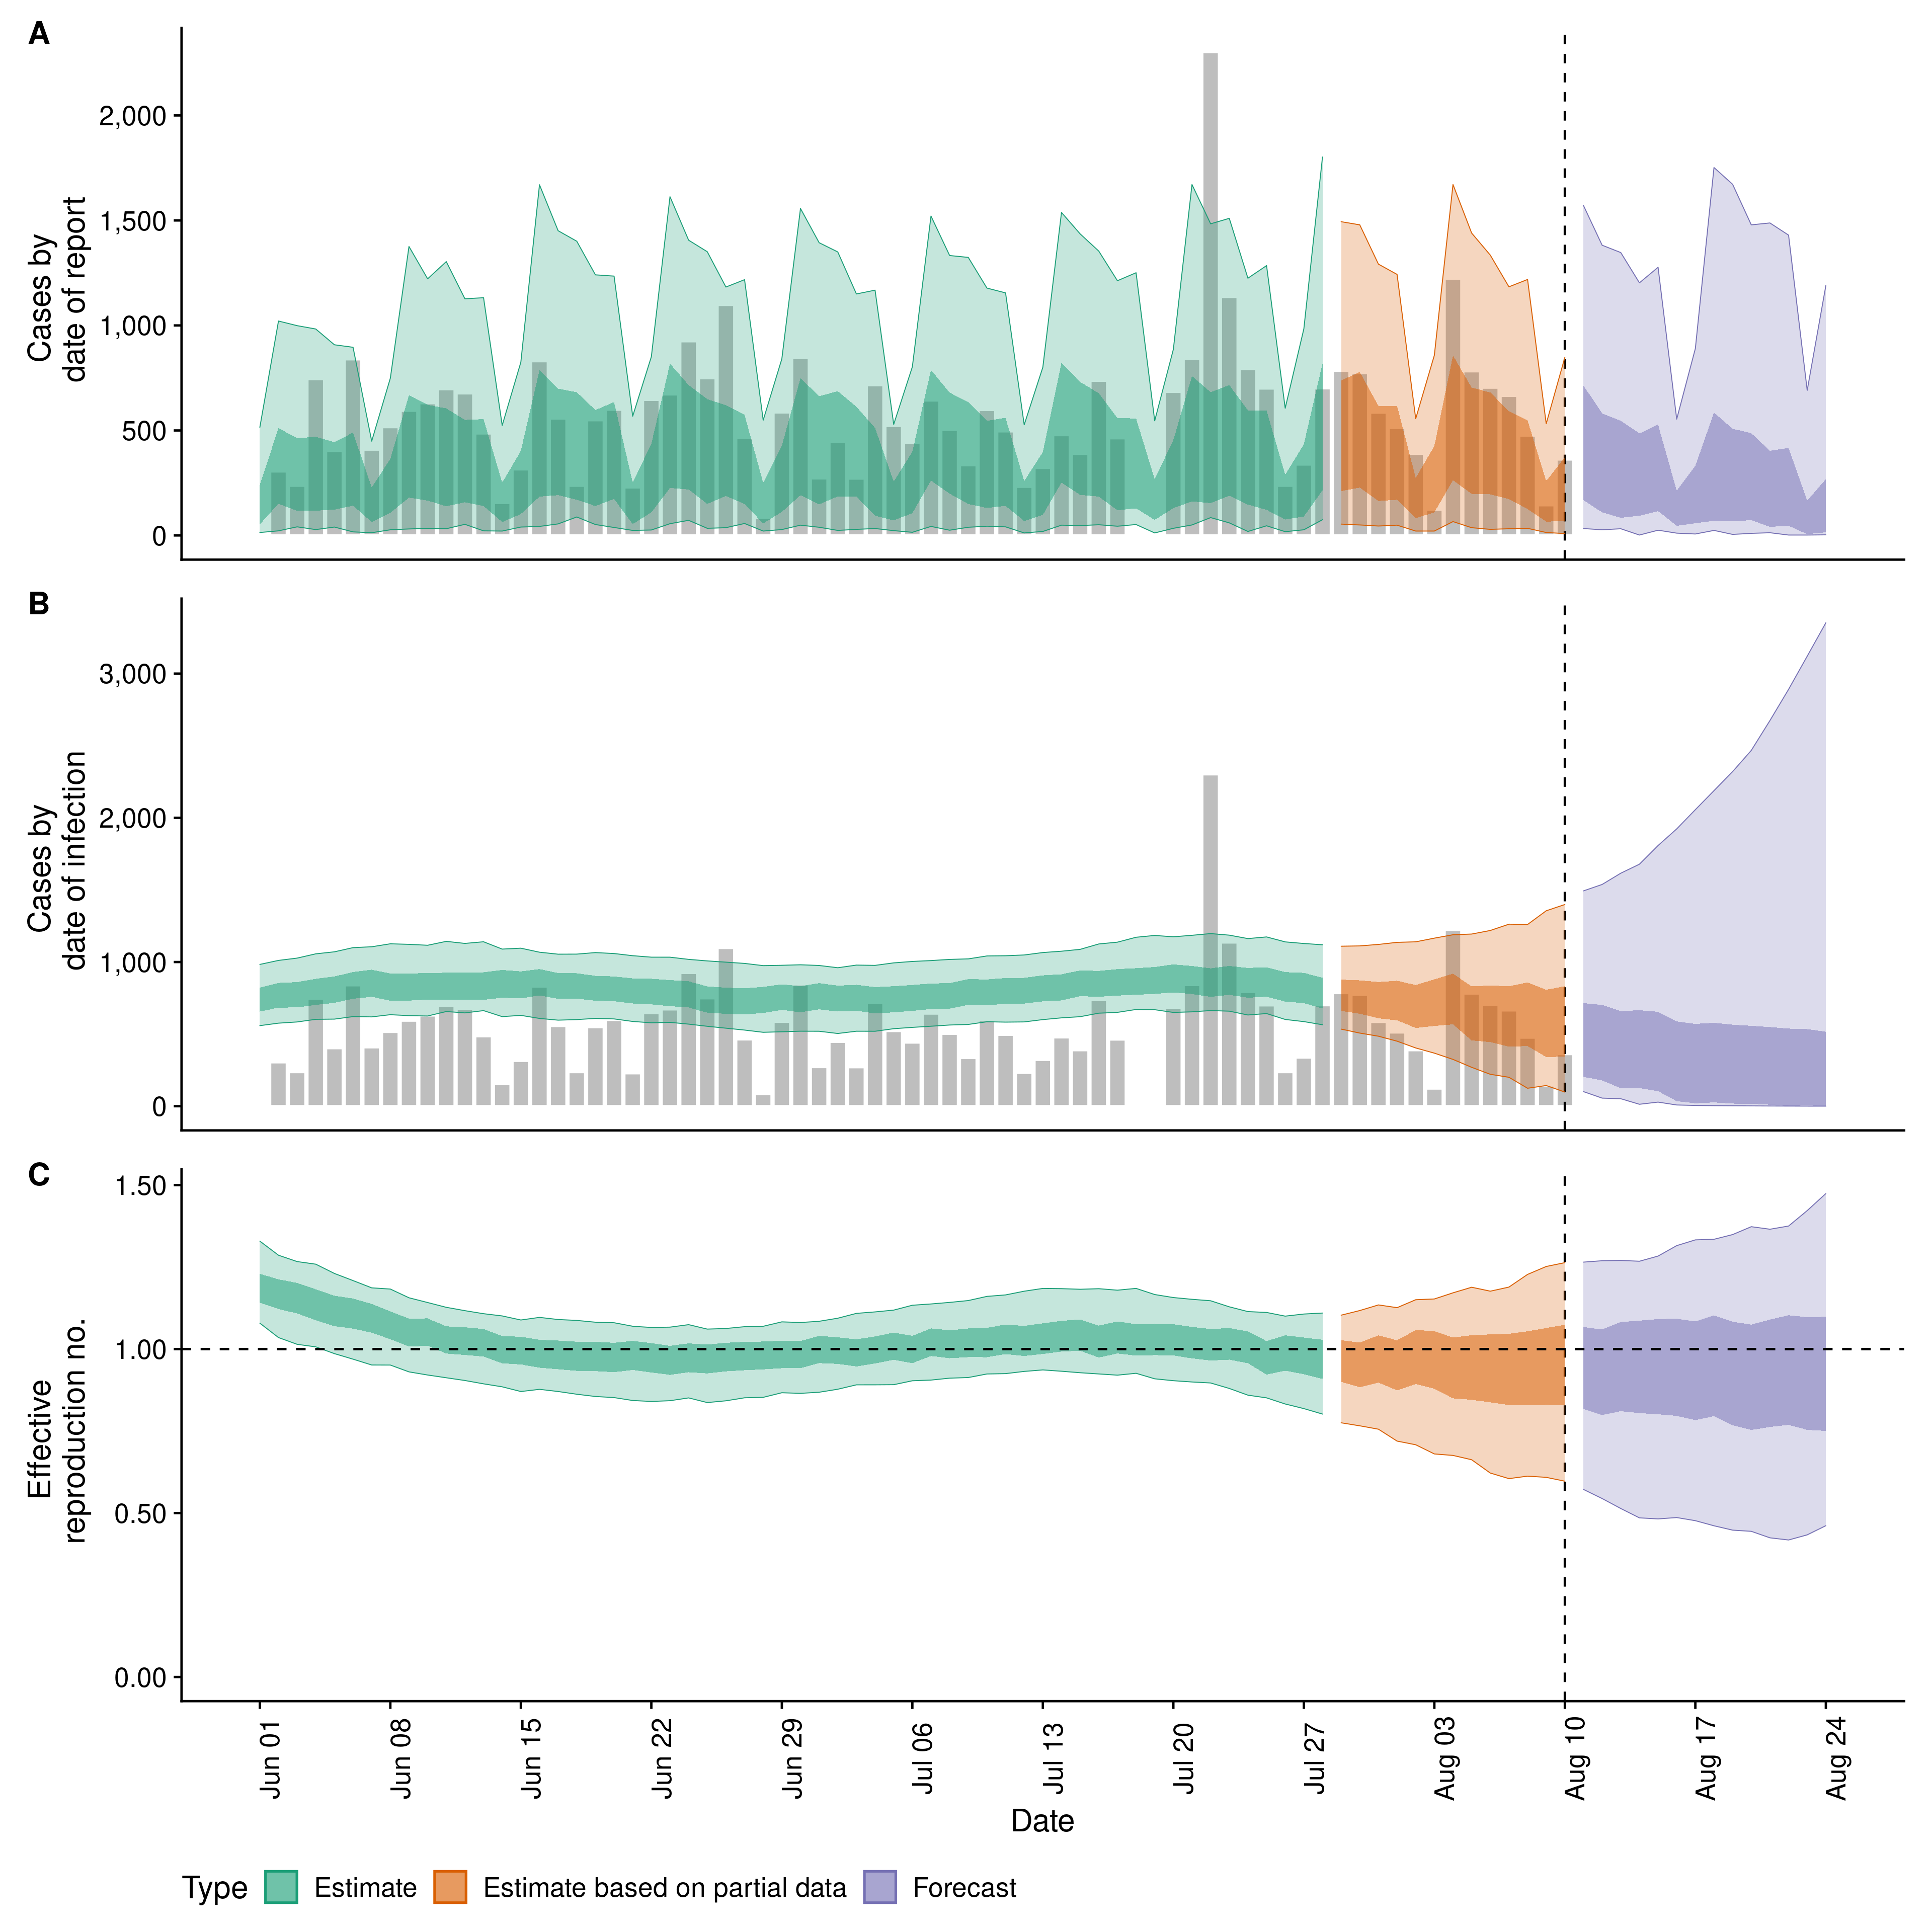 A
Cases by
date of report
2,000
1,500
1,000
500
0
B
Cases by
date of infection
3,000
2,000
1,000
0
C
Effective
reproduction no.
1.50
1.00
0.50
0.00
Jun 01
Jun 08
Jun 15
Jun 22
Jun 29
Jul 06
Jul 13
Jul 20
Jul 27
Aug 03
Aug 10
Aug 17
Aug 24
Date
Type Estimate Estimate based on partial data Forecast